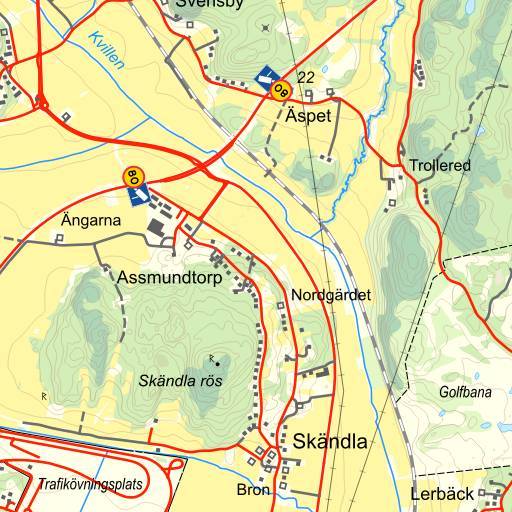 Svensby
Kvillen
22
80
Äspet
Trollered
80
Ängarna
Assmundtorp
Nordgärdet
R
Skändla rös
R
Golfbana
Skändla
Trafikövningsplats
Bron
Lerbäck